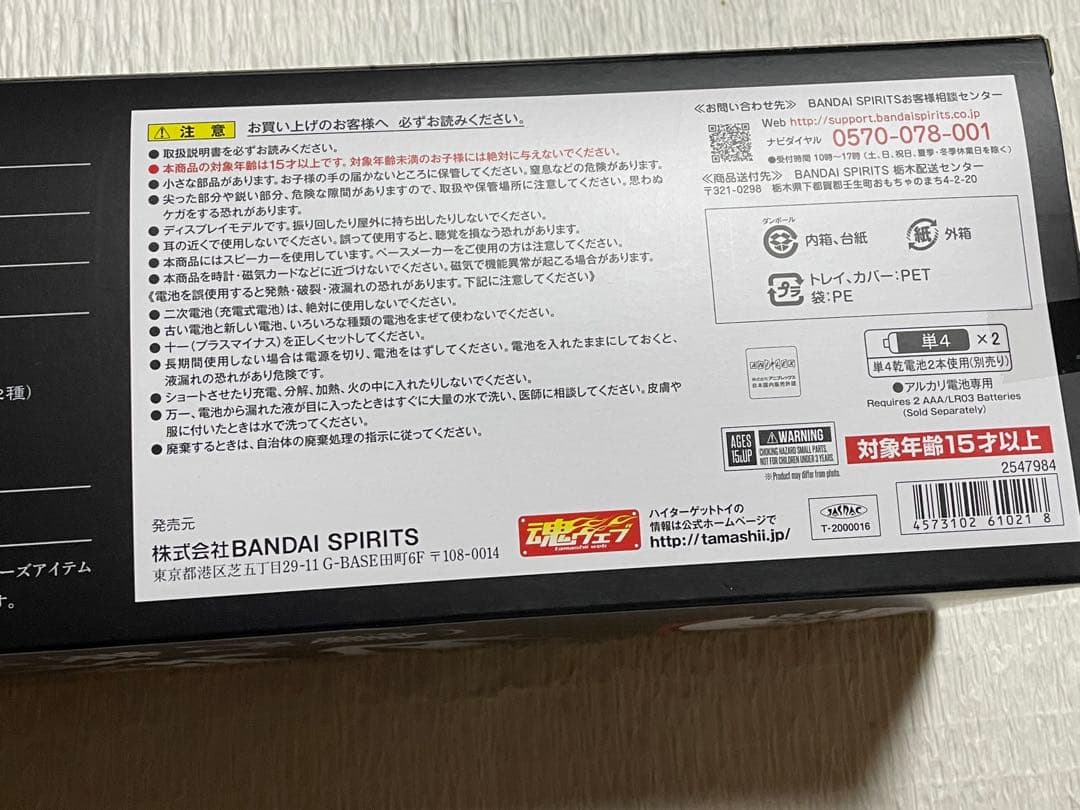 2種)
ーズアイテム
す。
注 意 お買い上げのお客様へ 必ずお読みください。
● 取扱説明書を必ずお読みください。
● 本商品の対象年齢は15才以上です。対象年齢未満のお子様には絶対に与えないでください。
● 小さな部品があります。お子様の手の届かないところに保管してください。窒息などの危険があります。
● 尖った部分や鋭い部分、危険な隙間がありますので、取扱や保管場所に注意してください。思わぬ
ケガをする恐れがあります。
● ディスプレイモデルです。振り回したり屋外に持ち出したりしないでください。
● 耳の近くで使用しないでください。誤って使用すると、聴覚を損なう恐れがあります。
● 本商品にはスピーカーを使用しています。ペースメーカーをご使用の方は注意してください。
● 本商品を時計・磁気カードなどに近づけないでください。磁気で機能異常が起こる場合があります。
《電池を誤使用すると発熱・破裂・液漏れの恐れがあります。下記に注意してください》
● 二次電池(充電式電池)は、絶対に使用しないでください。
● 古い電池と新しい電池、いろいろな種類の電池をまぜて使わないでください。
● +-(プラスマイナス)を正しくセットしてください。
● 長期間使用しない場合は電源を切り、電池をはずしてください。電池を入れたままにしておくと、
液漏れの恐れがあり危険です。
● ショートさせたり充電、分解、加熱、火の中に入れたりしないでください。
● 万一、電池から漏れた液が目に入ったときはすぐに大量の水で洗い、医師に相談してください。皮膚や
服に付いたときは水で洗ってください。
● 廃棄するときは、自治体の廃棄処理の指示に従ってください。
発売元
株式会社BANDAI SPIRITS
東京都港区芝五丁目29-11 G-BASE田町6F 〒108-0014
≪お問い合わせ先≫ BANDAI SPIRITSお客様相談センター
Web http://support.bandaispirits.co.jp
ナビダイヤル 0570-078-001
●受付時間 10時〜17時(土、日、祝日、夏季・冬季休業日を除く)
≪商品送付先≫ BANDAI SPIRITS 栃木配送センター
〒321-0298 栃木県下都賀郡壬生町おもちゃのまち4-2-20
ダンボール
内箱、台紙
紙 外箱
プラ トレイ、カバー:PET
袋:PE
単4 ×2
単4乾電池2本使用(別売り)
●アルカリ電池専用
Requires 2 AAA/LR03 Batteries
(Sold Separately)
ANIPLEX
株式会社アニプレックス
日本国内販売許諾
AGES
15&UP
WARNING
CHOKING HAZARD SMALL PARTS.
NOT FOR CHILDREN UNDER 3 YEARS.
※Product may differ from photo.
対象年齢15才以上
2547984
魂ウェブ
tamashii web
ハイターゲットトイの
情報は公式ホームページで
http://tamashii.jp/
JASRAC
T-2000016
4573102 61021 8